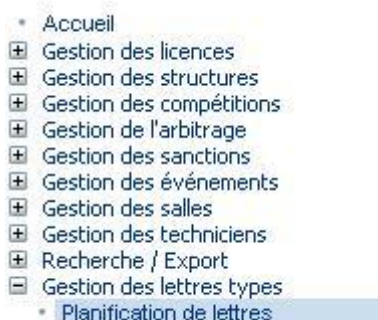 Accueil
Gestion des licences
Gestion des structures
Gestion des compétitions
Gestion de l'arbitrage
Gestion des sanctions
Gestion des événements
Gestion des salles
Gestion des techniciens
Recherche / Export
Gestion des lettres types
Planification de lettres